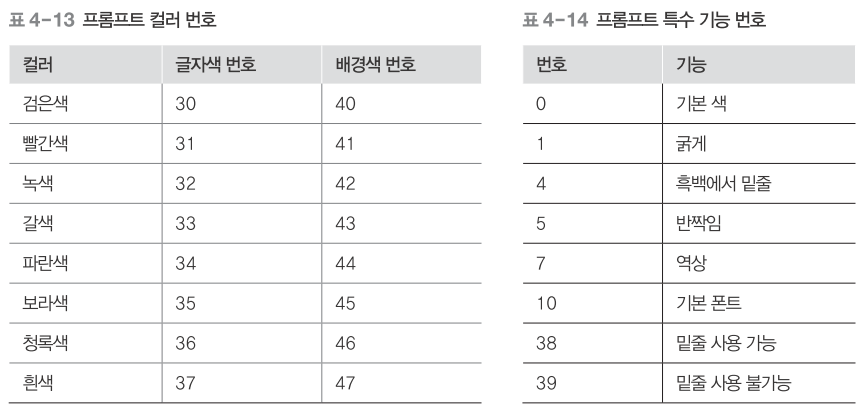 표 4-13 프롬프트 컬러 번호
컬러 글자색 번호 배경색 번호
검은색 30 40
빨간색 31 41
녹색 32 42
갈색 33 43
파란색 34 44
보라색 35 45
청록색 36 46
흰색 37 47
표 4-14 프롬프트 특수 기능 번호
번호 기능
0 기본 색
1 굵게
4 흑백에서 밑줄
5 반짝임
7 역상
10 기본 폰트
38 밑줄 사용 가능
39 밑줄 사용 불가능